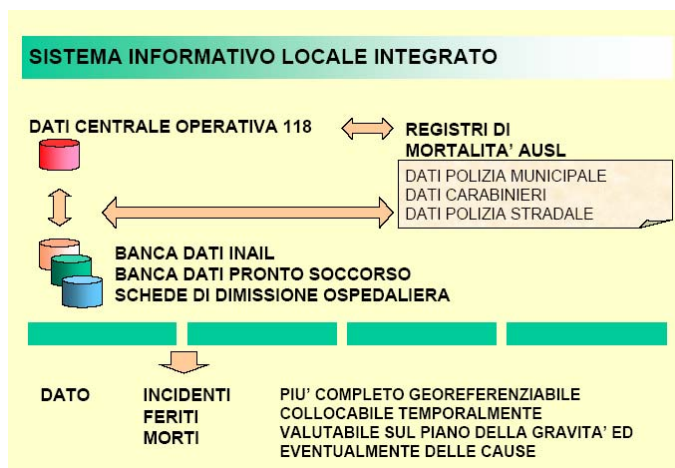 SISTEMA INFORMATIVO LOCALE INTEGRATO
DATI CENTRALE OPERATIVA 118
REGISTRI DI
MORTALITA' AUSL
DATI POLIZIA MUNICIPALE
DATI CARABINIERI
DATI POLIZIA STRADALE
BANCA DATI INAIL
BANCA DATI PRONTO SOCCORSO
SCHEDE DI DIMISSIONE OSPEDALIERA
DATO
INCIDENTI
FERITI
MORTI
PIU' COMPLETO GEOREFERENZIABILE
COLLOCABILE TEMPORALMENTE
VALUTABILE SUL PIANO DELLA GRAVITA' ED
EVENTUALMENTE DELLE CAUSE